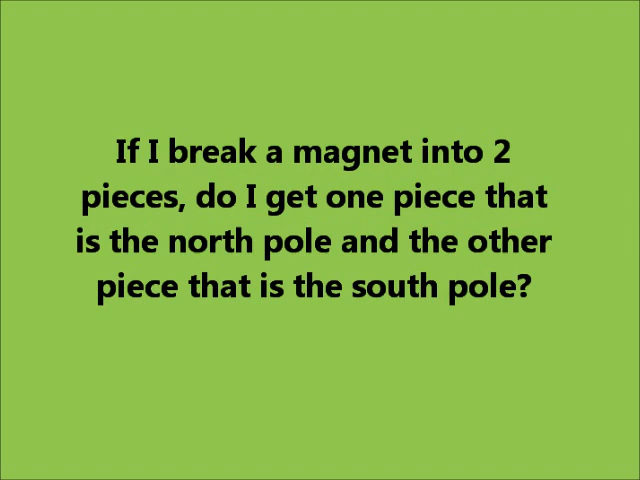 If I break a magnet into 2
pieces, do I get one piece that
is the north pole and the other
piece that is the south pole?